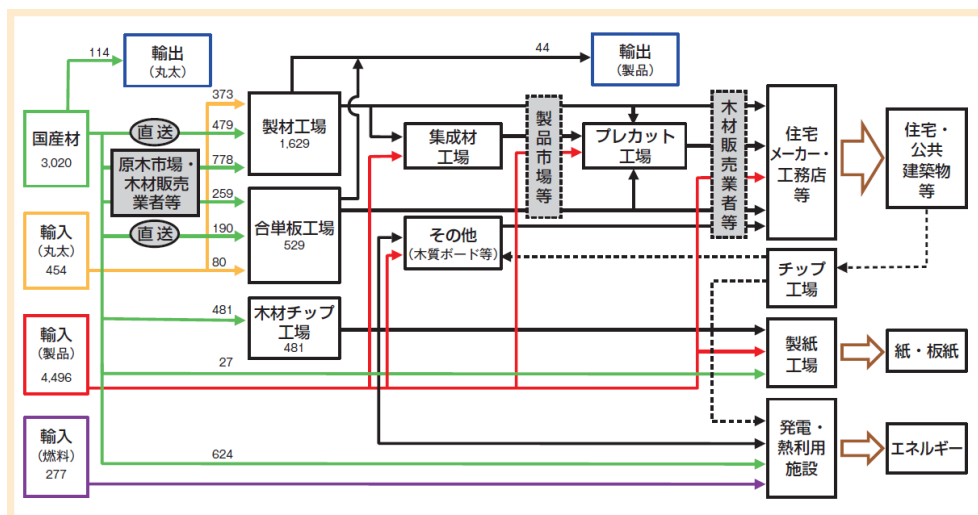 114
輸出
(丸太)
44
輸出
(製品)
国産材
3,020
直送
原木市場・
木材販売
業者等
直送
373
479
778
259
190
80
製材工場
1,629
合単板工場
529
集成材
工場
製品市場等
プレカット
工場
木材販売業者等
住宅
メーカー・
工務店
等
住宅・
公共
建築物
等
輸入
(丸太)
454
その他
(木質ボード等)
チップ
工場
481
木材チップ
工場
481
輸入
(製品)
4,496
27
製紙
工場
紙・板紙
輸入
(燃料)
277
624
発電・
熱利用
施設
エネルギー